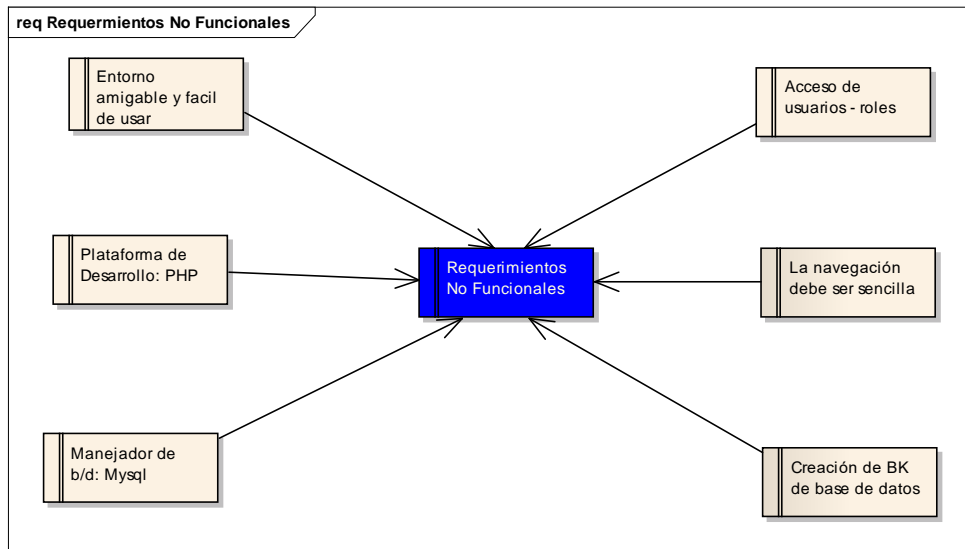 req Requermientos No Funcionales
Entorno
amigable y facil
de usar
Acceso de
usuarios - roles
Plataforma de
Desarrollo: PHP
Requerimientos
No Funcionales
La navegación
debe ser sencilla
Manejador de
b/d: Mysql
Creación de BK
de base de datos